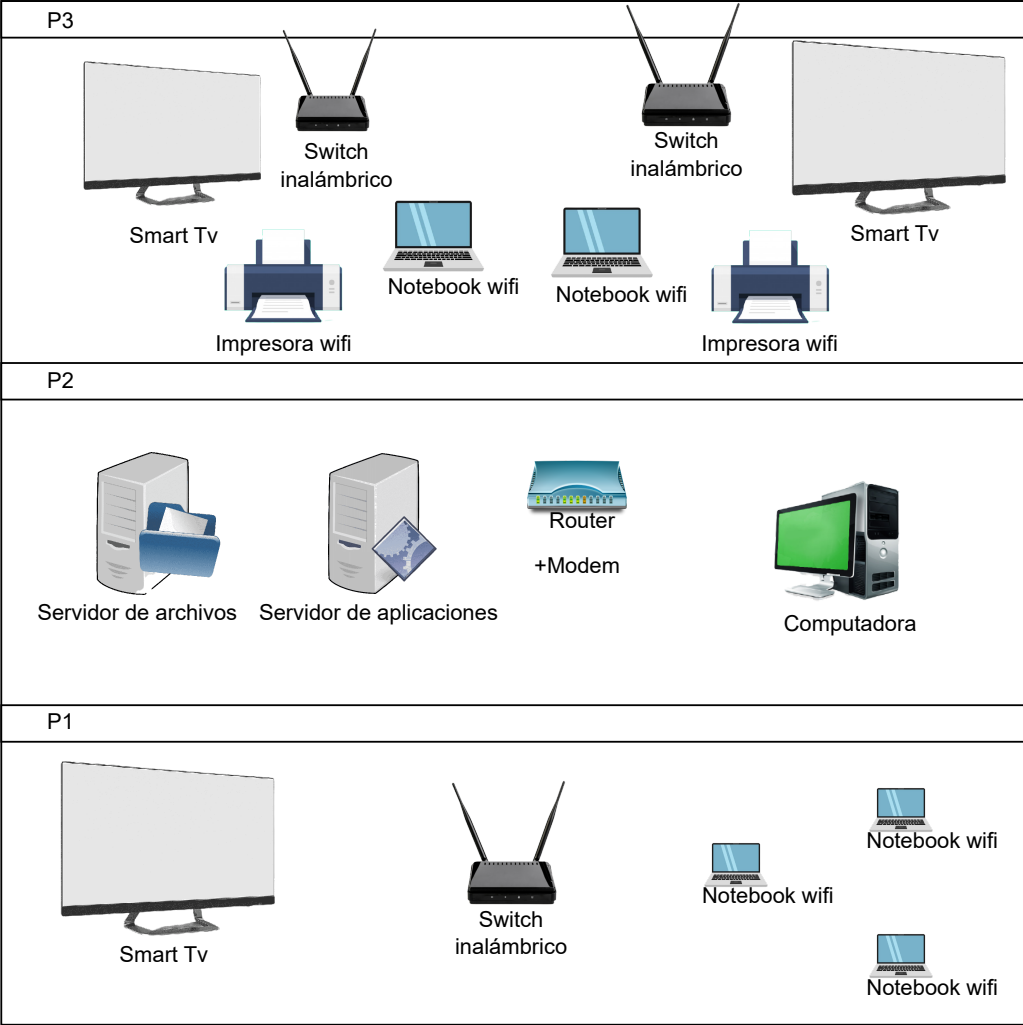 P3
Switch
inalámbrico
Switch
inalámbrico
Smart Tv
Smart Tv
Notebook wifi
Notebook wifi
Impresora wifi
Impresora wifi
P2
Router
+Modem
Servidor de archivos
Servidor de aplicaciones
Computadora
P1
Notebook wifi
Notebook wifi
Switch
inalámbrico
Smart Tv
Notebook wifi